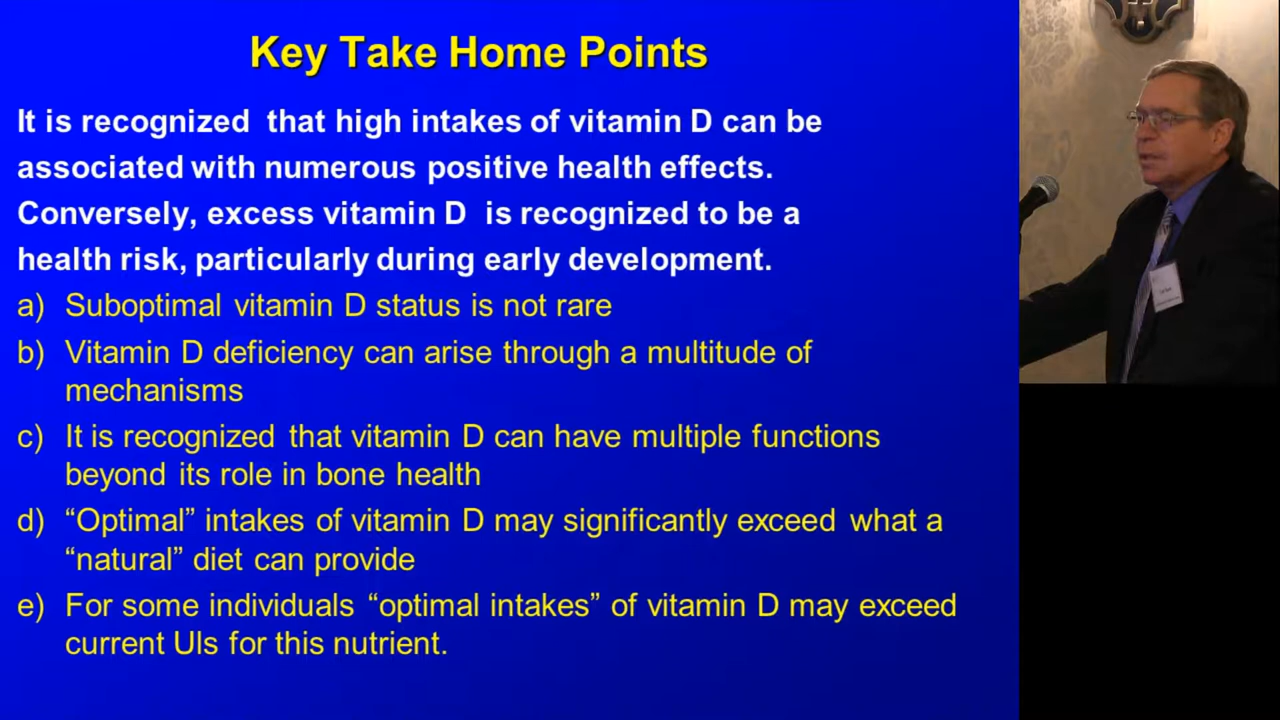 Key Take Home Points
It is recognized that high intakes of vitamin D can be
associated with numerous positive health effects.
Conversely, excess vitamin D is recognized to be a
health risk, particularly during early development.
a) Suboptimal vitamin D status is not rare
b) Vitamin D deficiency can arise through a multitude of
mechanisms
c) It is recognized that vitamin D can have multiple functions
beyond its role in bone health
d) “Optimal” intakes of vitamin D may significantly exceed what a
“natural” diet can provide
e) For some individuals “optimal intakes” of vitamin D may exceed
current Uls for this nutrient.